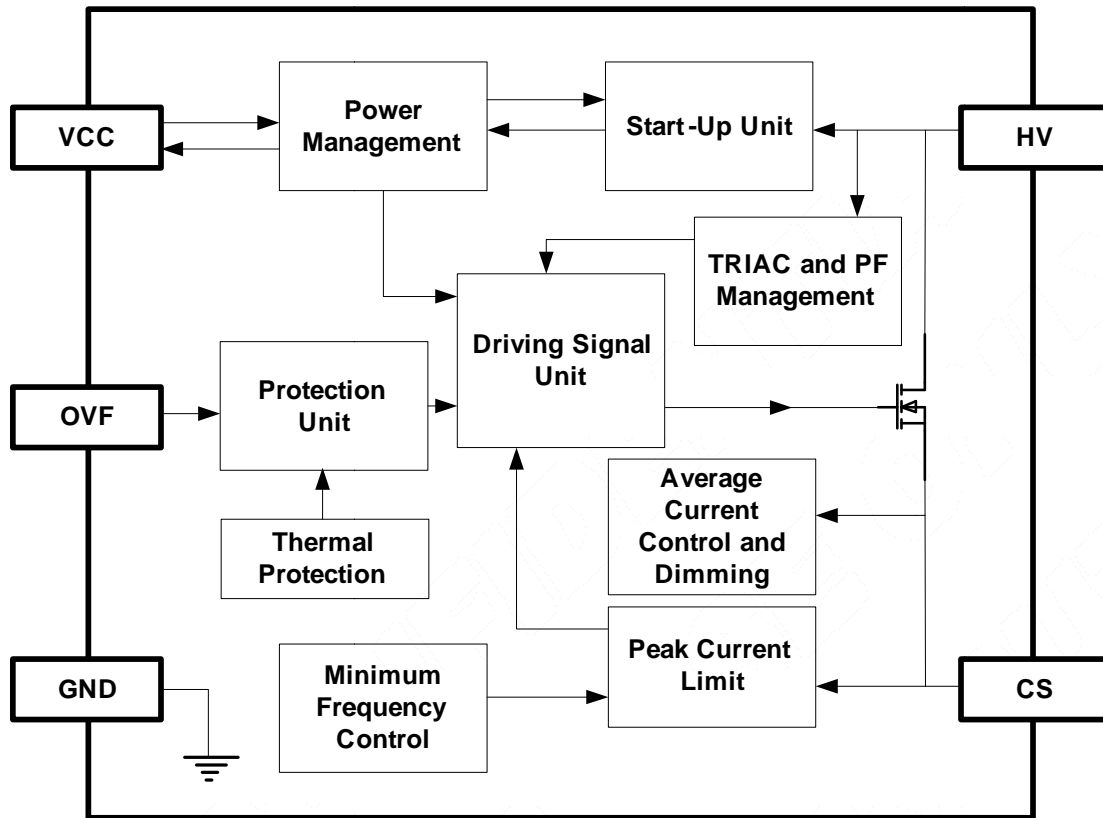 VCC
Power
Management
Start-Up Unit
HV
TRIAC and PF
Management
Driving Signal
Unit
OVF
Protection
Unit
Thermal
Protection
Average
Current
Control and
Dimming
GND
Minimum
Frequency
Control
Peak Current
Limit
CS